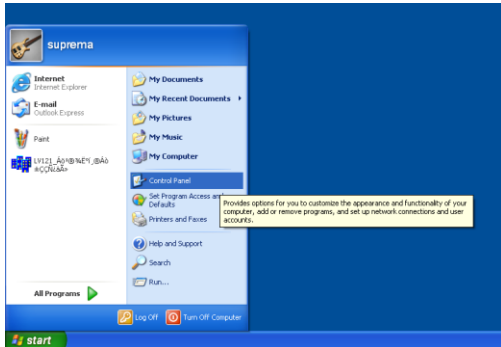 suprema
Internet
Internet Explorer
E-mail
Outlook Express
Paint
My Documents
My Recent Documents
My Pictures
My Music
My Computer
Control Panel
Set Program Access and
Defaults
Printers and Faxes
Help and Support
Search
Run...
Provides options for you to customize the appearance and functionality of your
computer, add or remove programs, and set up network connections and user
accounts.
All Programs
Log Off
Turn Off Computer
start